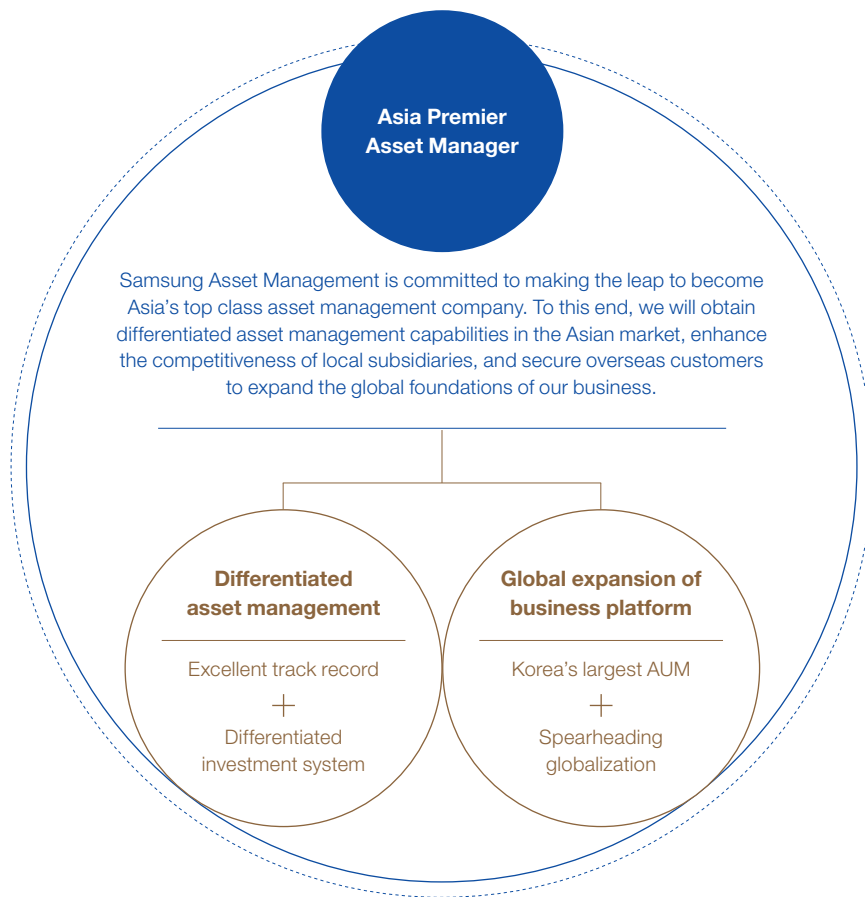 Asia Premier
Asset Manager
Samsung Asset Management is committed to making the leap to become
Asia's top class asset management company. To this end, we will obtain
differentiated asset management capabilities in the Asian market, enhance
the competitiveness of local subsidiaries, and secure overseas customers
to expand the global foundations of our business.
Differentiated
asset management
Excellent track record
+
Differentiated
investment system
Global expansion of
business platform
Korea's largest AUM
+
Spearheading
globalization